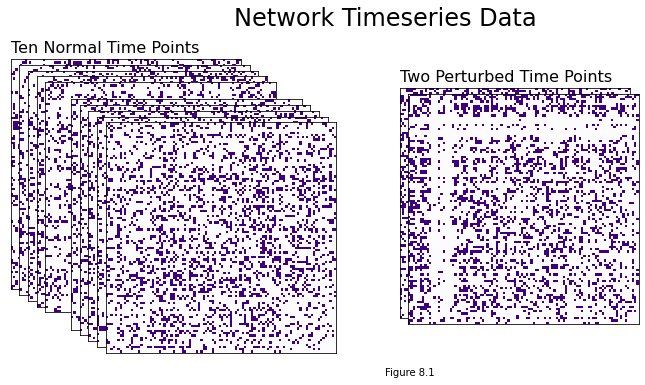 Network Timeseries Data
Ten Normal Time Points
Two Perturbed Time Points
Figure 8.1